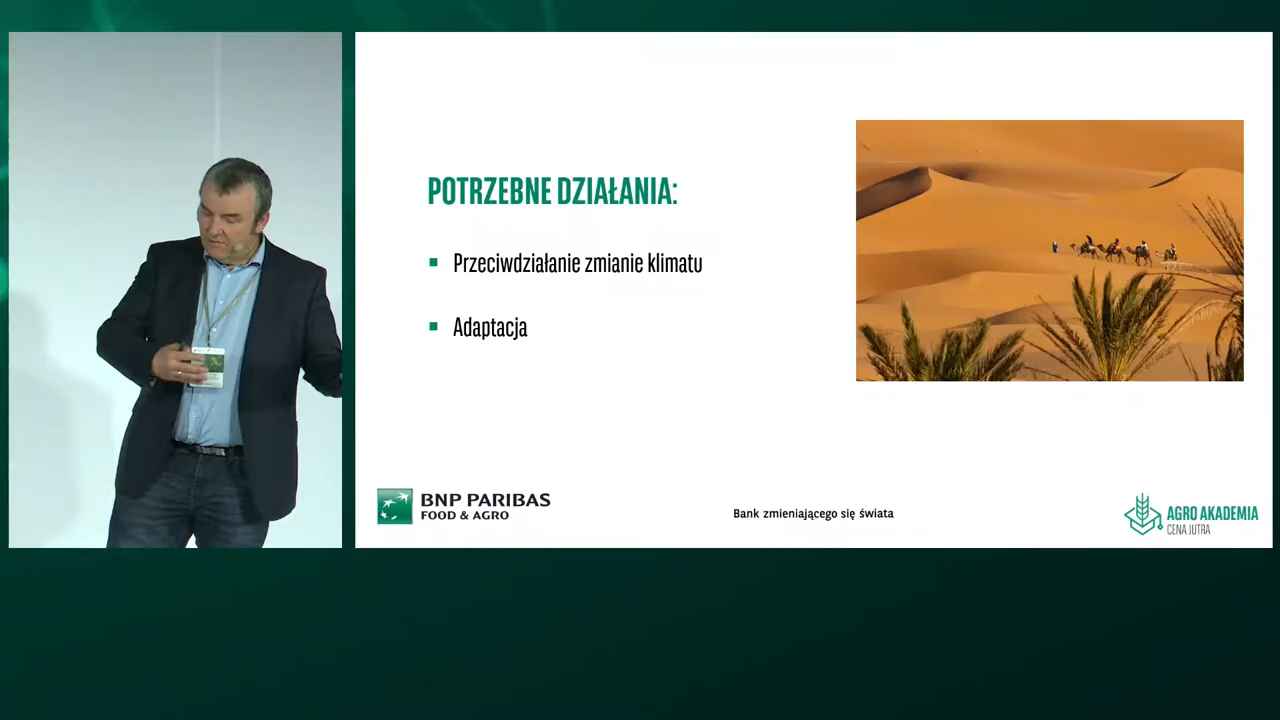 POTRZEBNE DZIAŁANIA:
Przeciwdziałanie zmianie klimatu
Adaptacja
BNP PARIBAS
FOOD & AGRO
Bank zmieniającego się świata
AGRO AKADEMIA
CENA JUTRA